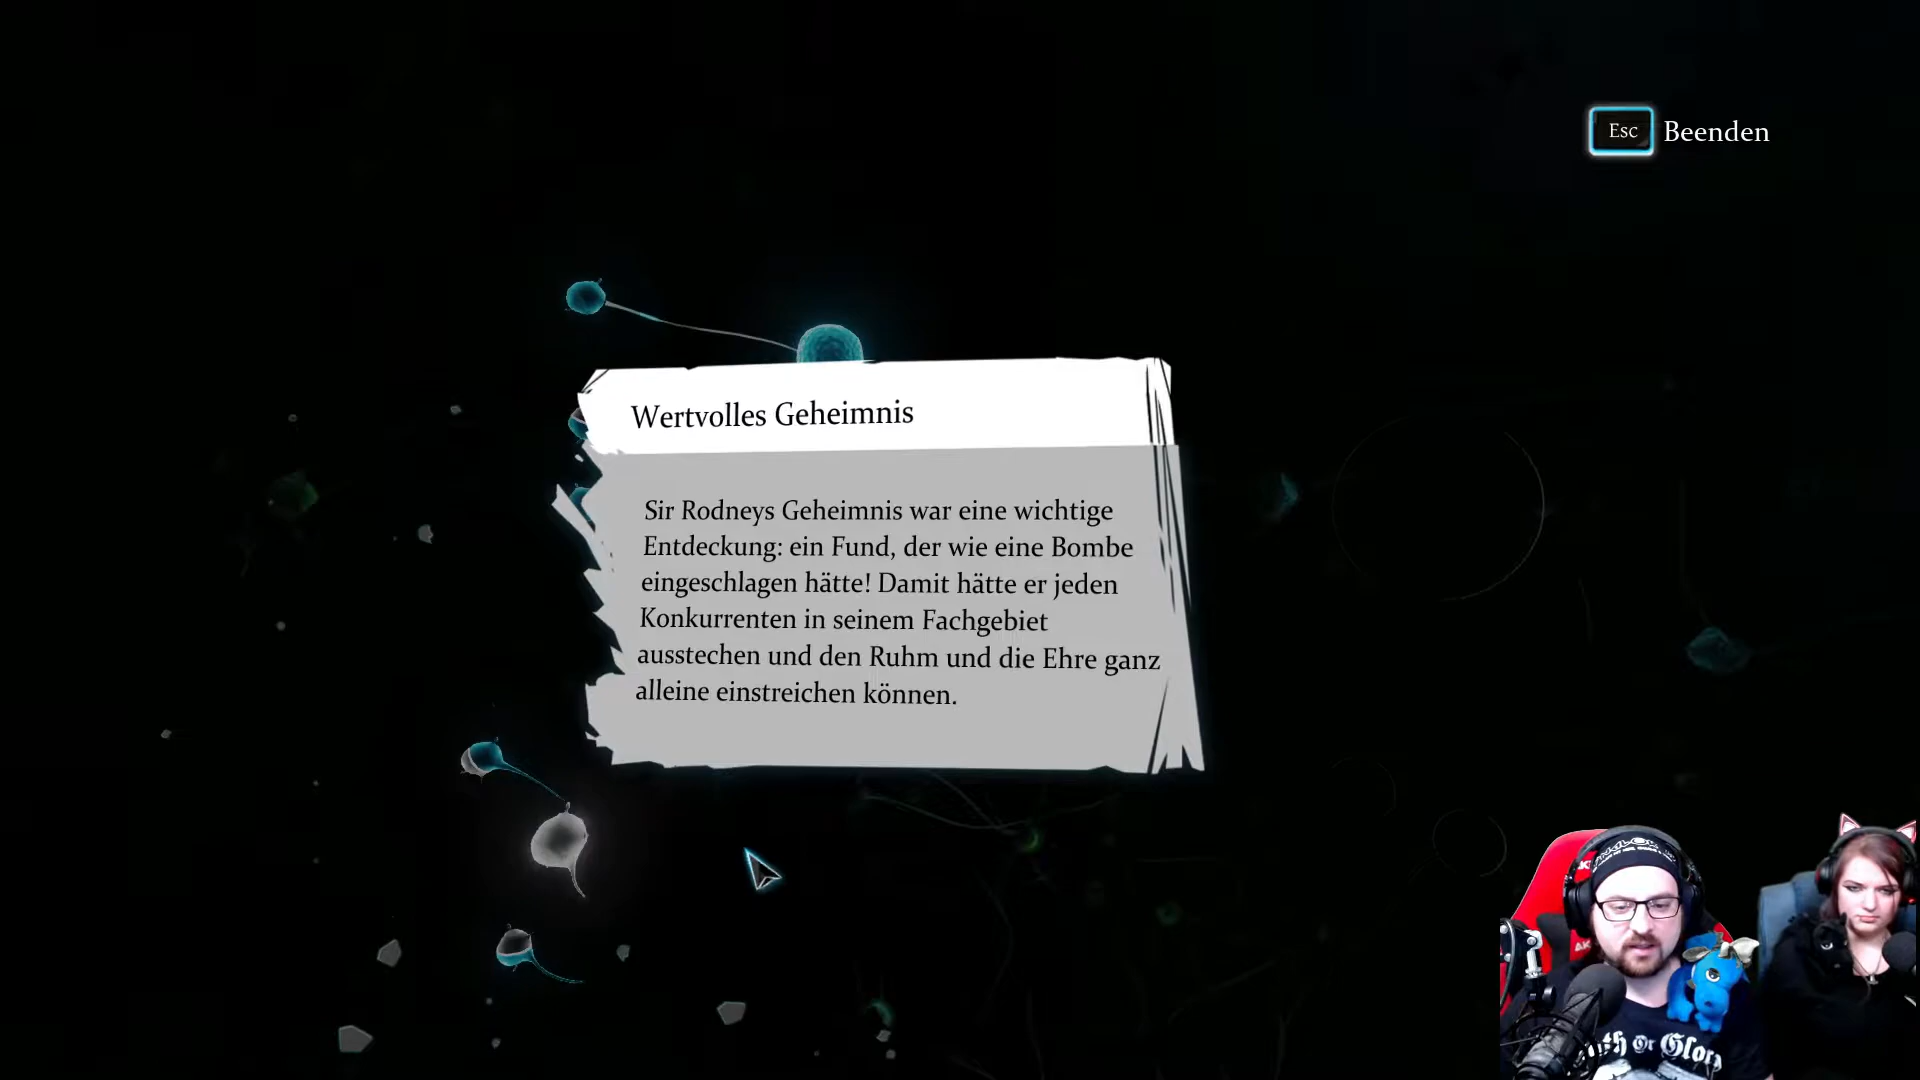 Esc Beenden
Wertvolles Geheimnis
Sir Rodneys Geheimnis war eine wichtige
Entdeckung: ein Fund, der wie eine Bombe
eingeschlagen hätte! Damit hätte er jeden
Konkurrenten in seinem Fachgebiet
ausstechen und den Ruhm und die Ehre ganz
alleine einstreichen können.
Or Glory